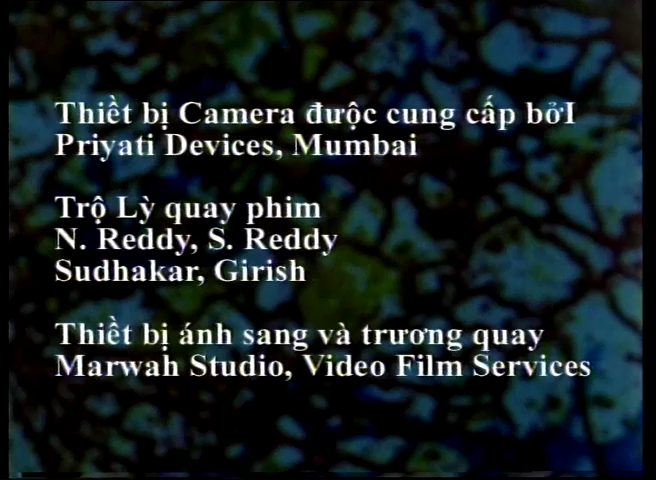 Thiết bị Camera được cung cấp bởI
Priyati Devices, Mumbai
Trộ Lỳ quay phim
N. Reddy, S. Reddy
Sudhakar, Girish
Thiết bị ánh sang và trương quay
Marwah Studio, Video Film Services